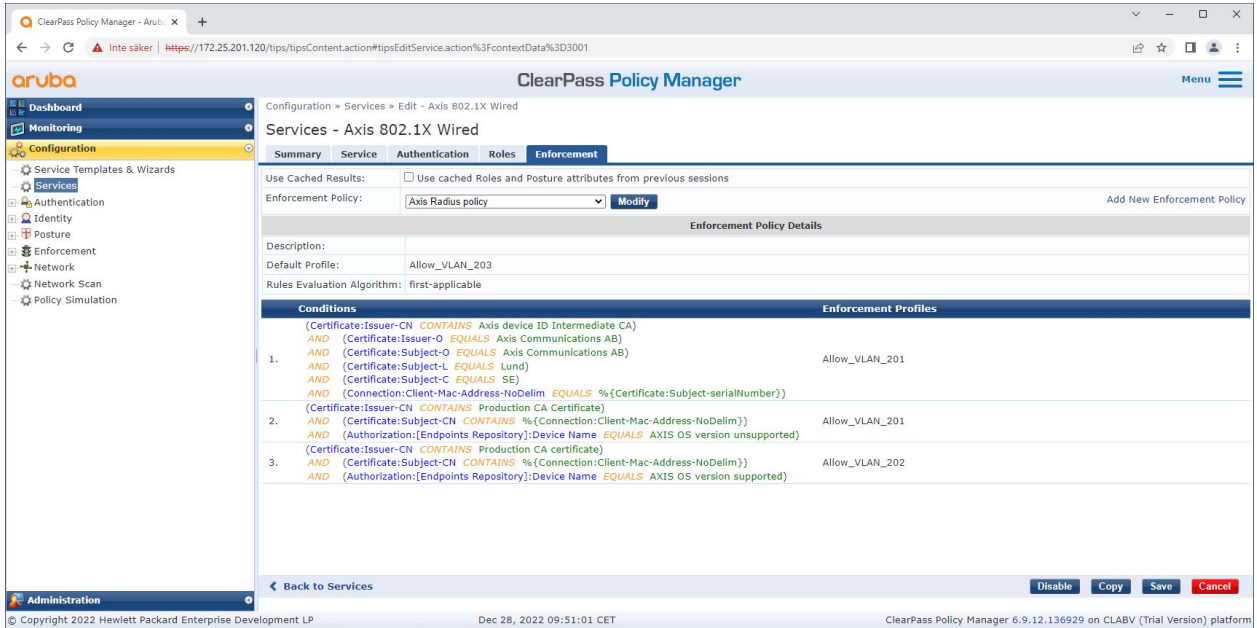 ClearPass Policy Manager - Arub
Inte säker | https://172.25.201.120/tips/tipsContent.action#tipsEditService.action%3FcontextData%3D3001
aruba
ClearPass Policy Manager
Menu
Dashboard
Monitoring
Configuration
Service Templates & Wizards
Services
Authentication
Identity
Posture
Enforcement
Network
Network Scan
Policy Simulation
Administration
Configuration » Services » Edit - Axis 802.1X Wired
Services - Axis 802.1X Wired
Summary Service Authentication Roles Enforcement
Use Cached Results: Use cached Roles and Posture attributes from previous sessions
Enforcement Policy: Axis Radius policy Modify Add New Enforcement Policy
Enforcement Policy Details
Description:
Default Profile: Allow_VLAN_203
Rules Evaluation Algorithm: first-applicable
Conditions Enforcement Profiles
(Certificate:Issuer-CN CONTAINS Axis device ID Intermediate CA)
AND (Certificate:Issuer-O EQUALS Axis Communications AB)
AND (Certificate:Subject-O EQUALS Axis Communications AB)
1. AND (Certificate:Subject-L EQUALS Lund) Allow_VLAN_201
AND (Certificate:Subject-C EQUALS SE)
AND (Connection:Client-Mac-Address-NoDelim EQUALS %{Certificate:Subject-serialNumber})
(Certificate:Issuer-CN CONTAINS Production CA Certificate)
2. AND (Certificate:Subject-CN CONTAINS %{Connection:Client-Mac-Address-NoDelim}) Allow_VLAN_201
AND (Authorization:[Endpoints Repository]:Device Name EQUALS AXIS OS version unsupported)
(Certificate:Issuer-CN CONTAINS Production CA certificate)
3. AND (Certificate:Subject-CN CONTAINS %{Connection:Client-Mac-Address-NoDelim}) Allow_VLAN_202
AND (Authorization:[Endpoints Repository]:Device Name EQUALS AXIS OS version supported)
Back to Services Disable Copy Save Cancel
© Copyright 2022 Hewlett Packard Enterprise Development LP Dec 28, 2022 09:51:01 CET ClearPass Policy Manager 6.9.12.136929 on CLABV (Trial Version) platform